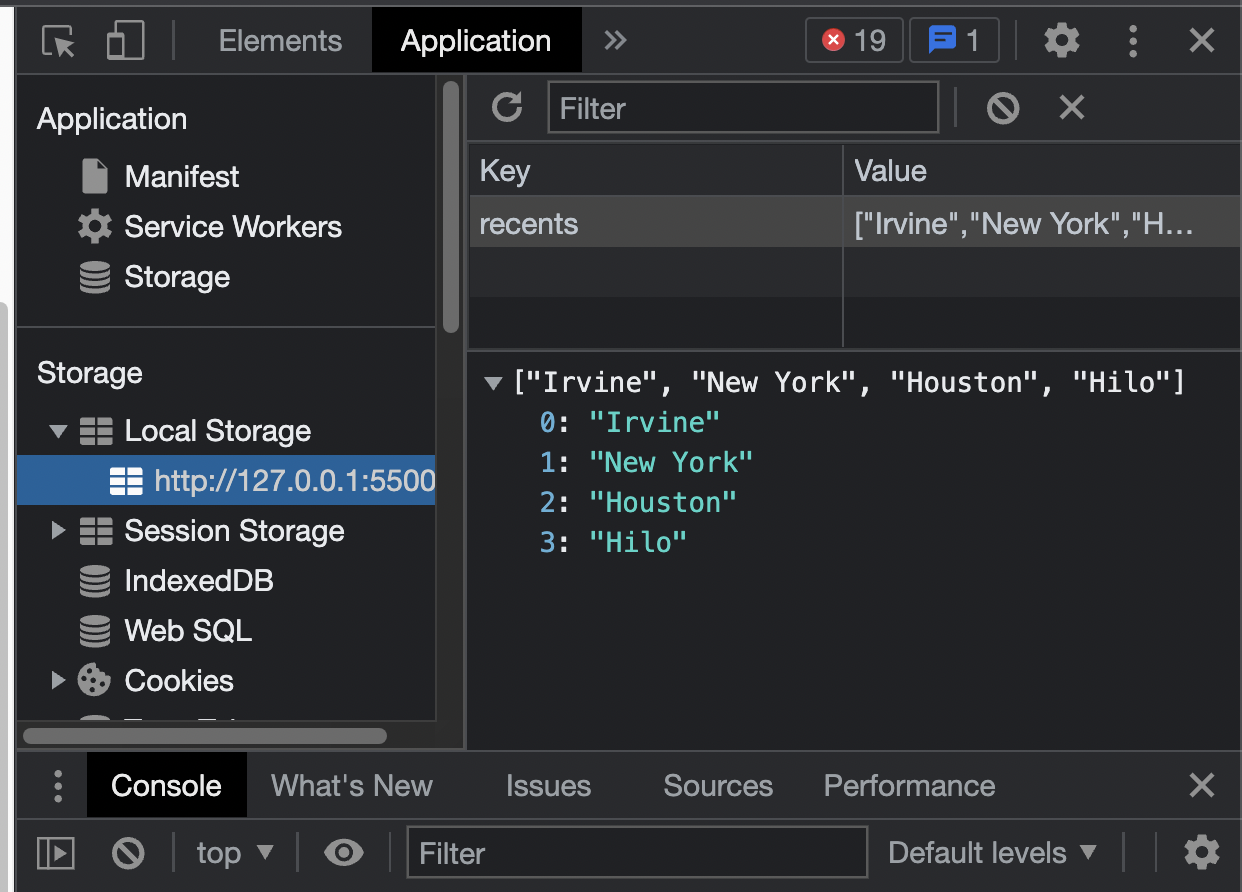 Elements Application 19 1
Application
Manifest
Service Workers
Storage
Storage
Local Storage
http://127.0.0.1:5500
Session Storage
IndexedDB
Web SQL
Cookies
Filter
Key Value
recents ["Irvine","New York","H…
["Irvine", "New York", "Houston", "Hilo"]
0: "Irvine"
1: "New York"
2: "Houston"
3: "Hilo"
Console What's New Issues Sources Performance
top Filter Default levels